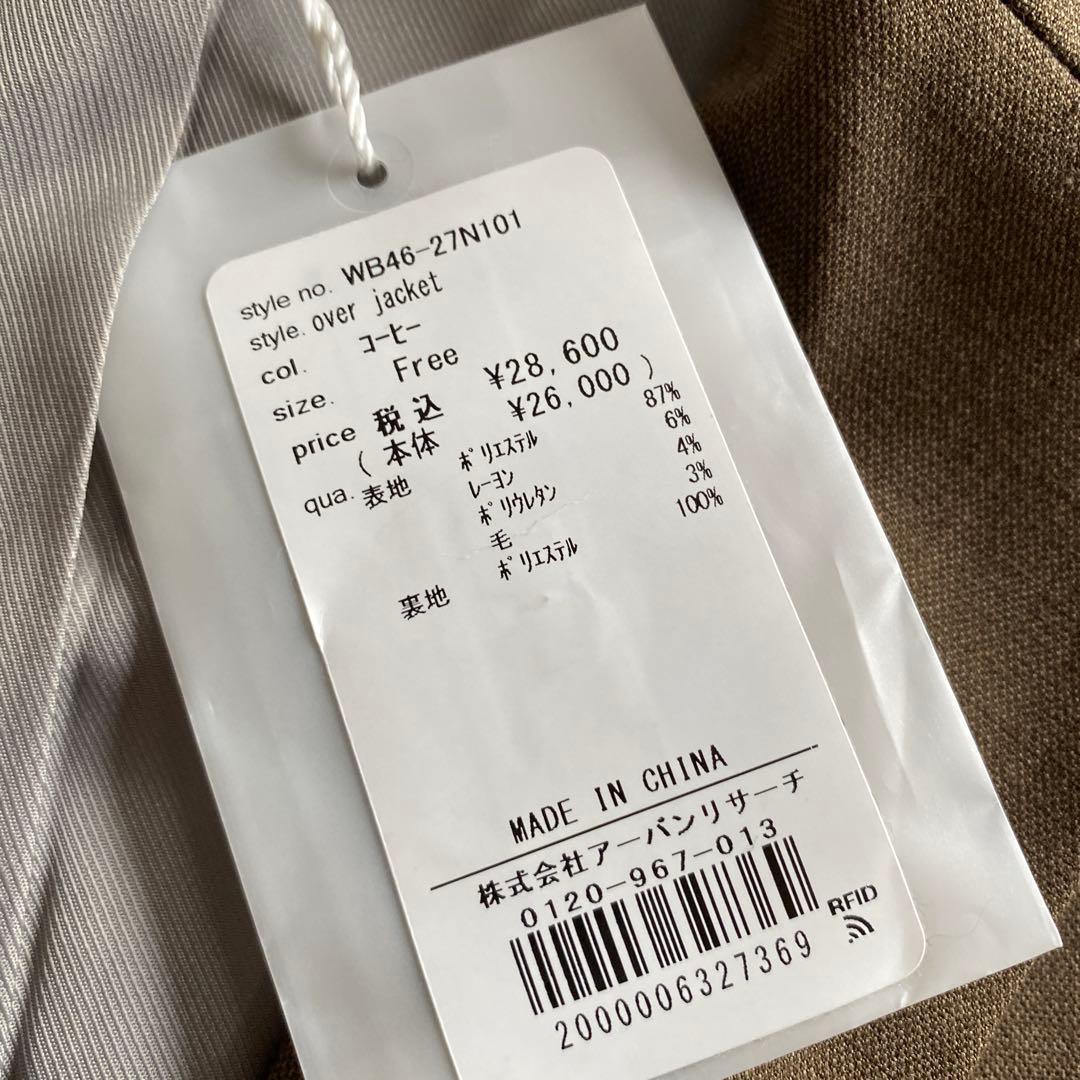 style no. WB46-27N101
style. over jacket
col. コーヒー
size. Free
price 税込 ¥28,600
( 本体 ¥26,000 )
qua. 表地 ポリエステル 87%
レーヨン 6%
ポリウレタン 4%
毛 3%
裏地 ポリエステル 100%
MADE IN CHINA
株式会社アーバンリサーチ
0120-967-013
RFID
2000006327369